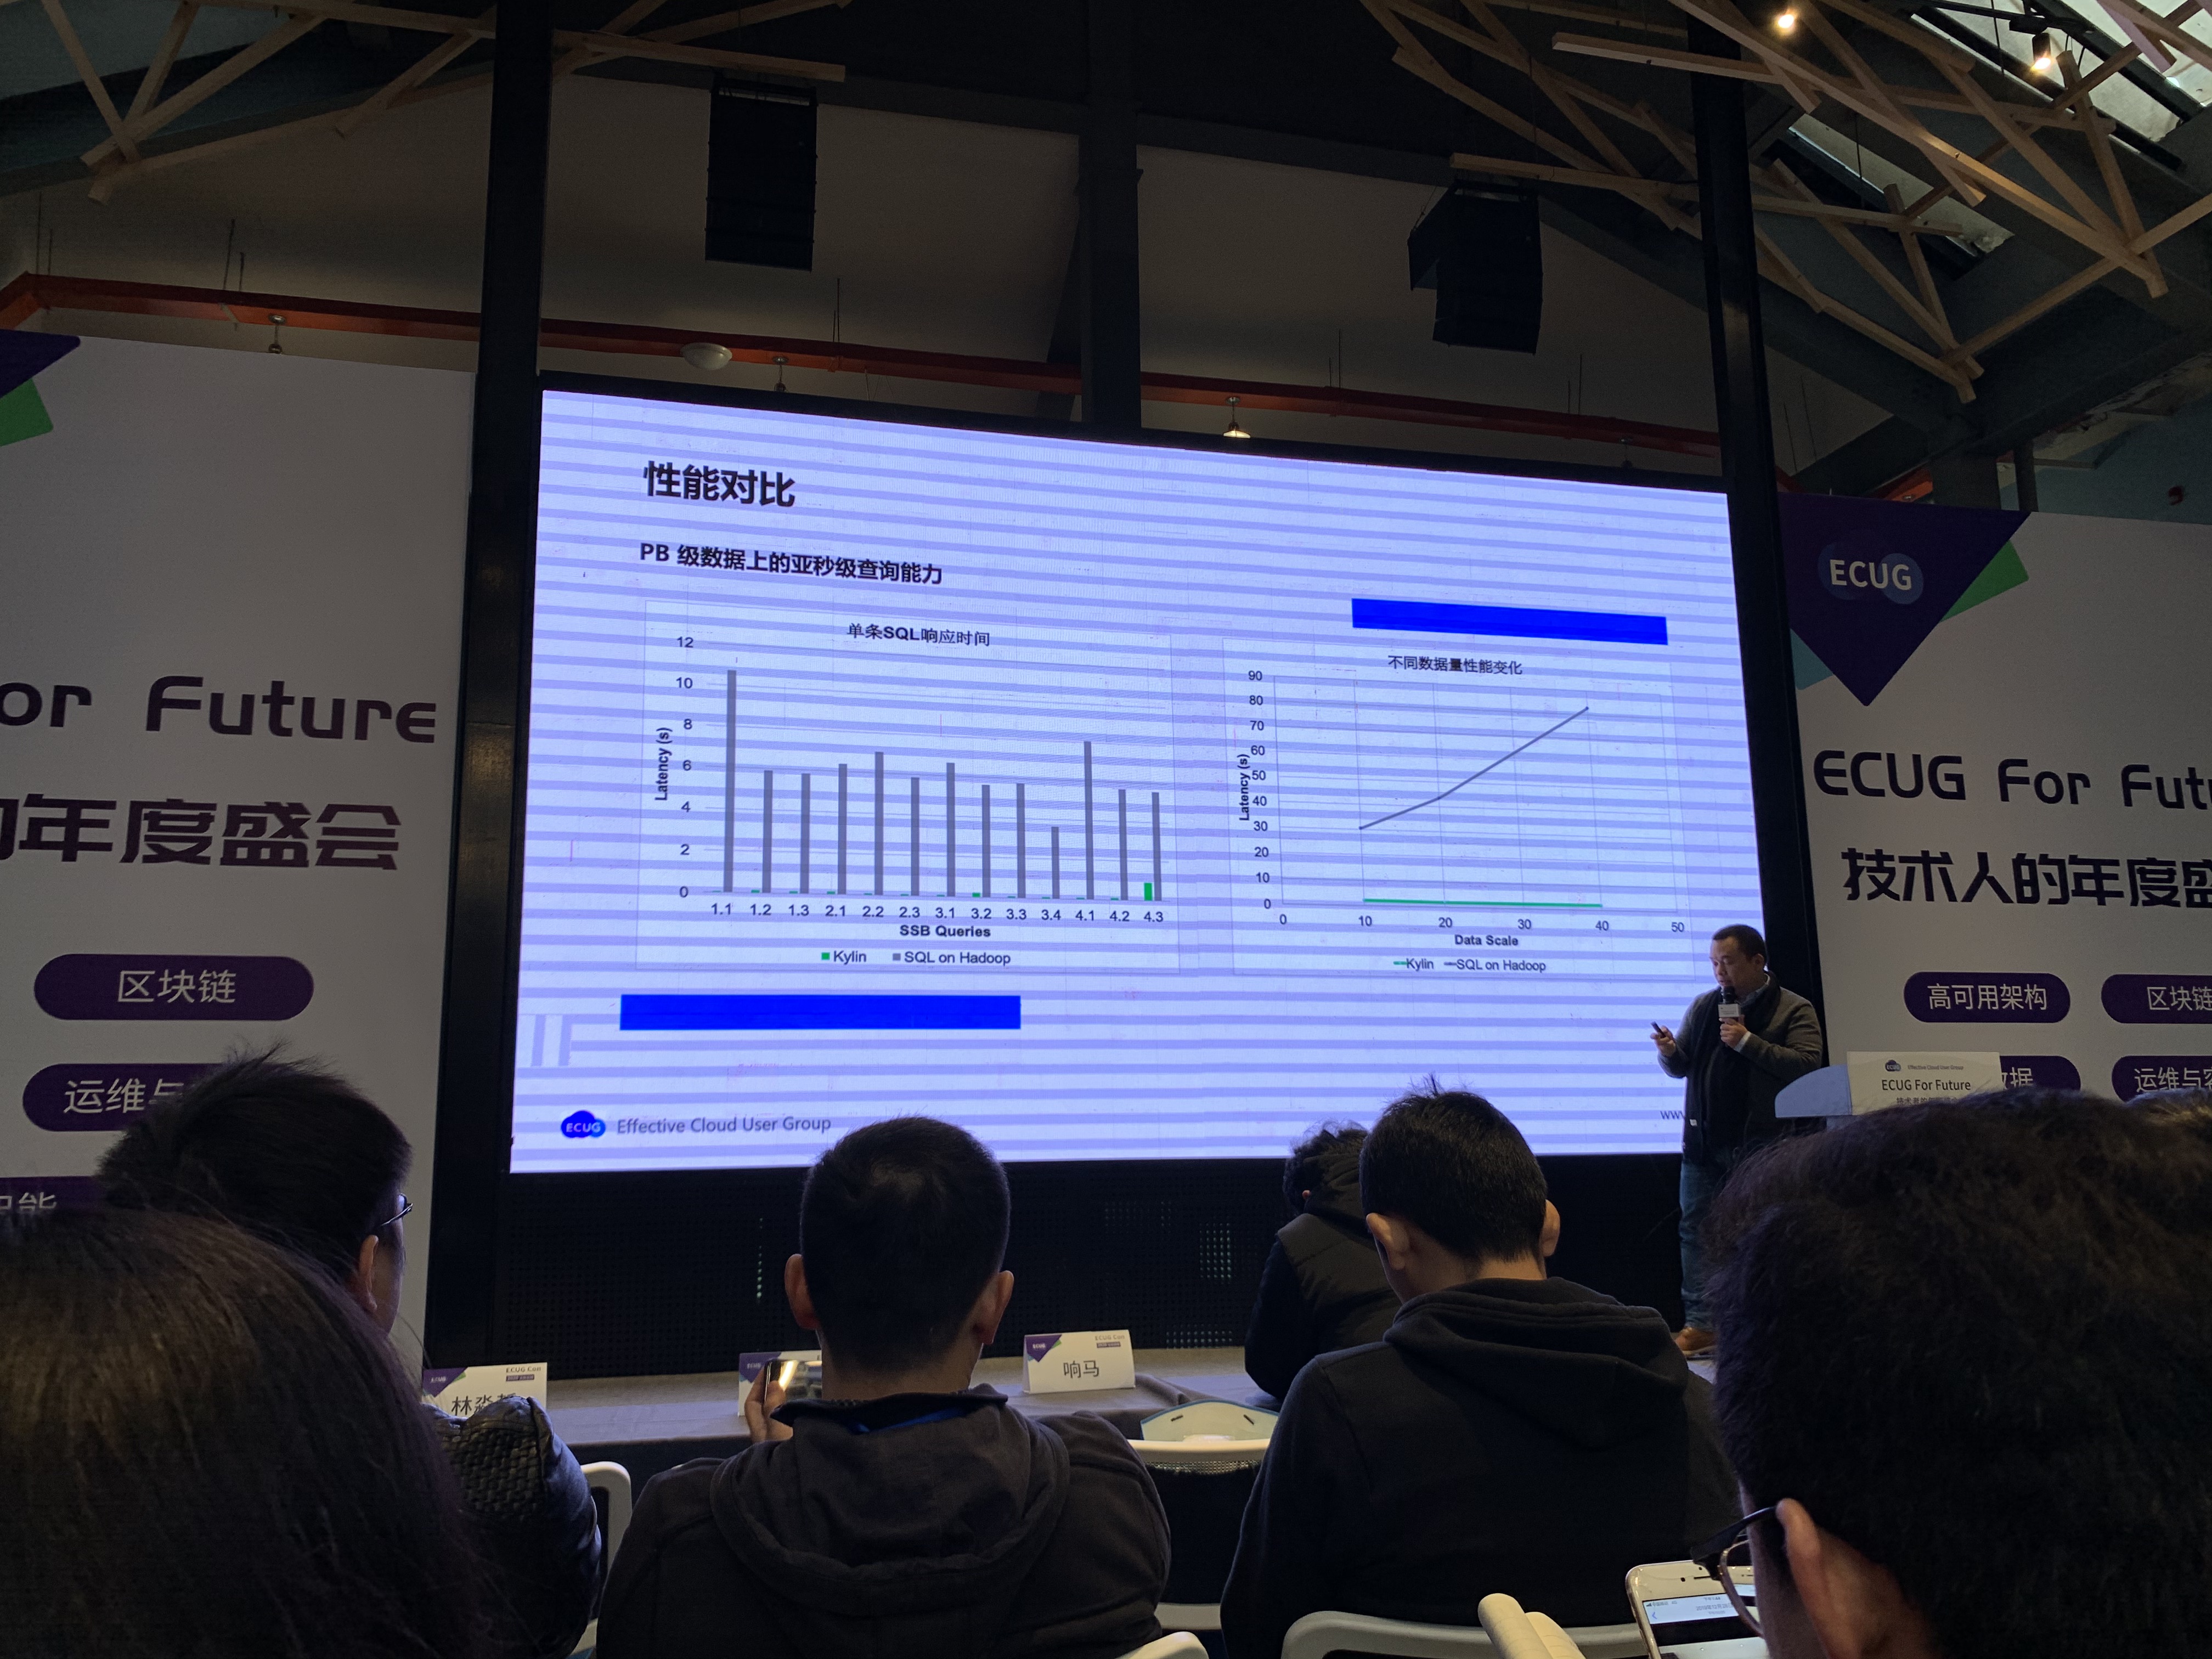 性能对比
PB 级数据上的亚秒级查询能力
单条SQL响应时间
12
10
8
6
4
2
0
Latency (s)
1.1 1.2 1.3 2.1 2.2 2.3 3.1 3.2 3.3 3.4 4.1 4.2 4.3
SSB Queries
Kylin SQL on Hadoop
不同数据量性能变化
90
80
70
60
50
40
30
20
10
0
Latency (s)
0 10 20 30 40 50
Data Scale
Kylin SQL on Hadoop
ECUG Effective Cloud User Group
or Future
年度盛会
区块链
运维与
ECUG
ECUG For Futu
技术人的年度盛
高可用架构
区块链
运维与
ECUG For Future
ECUG Con
响马
ECUG Con
林